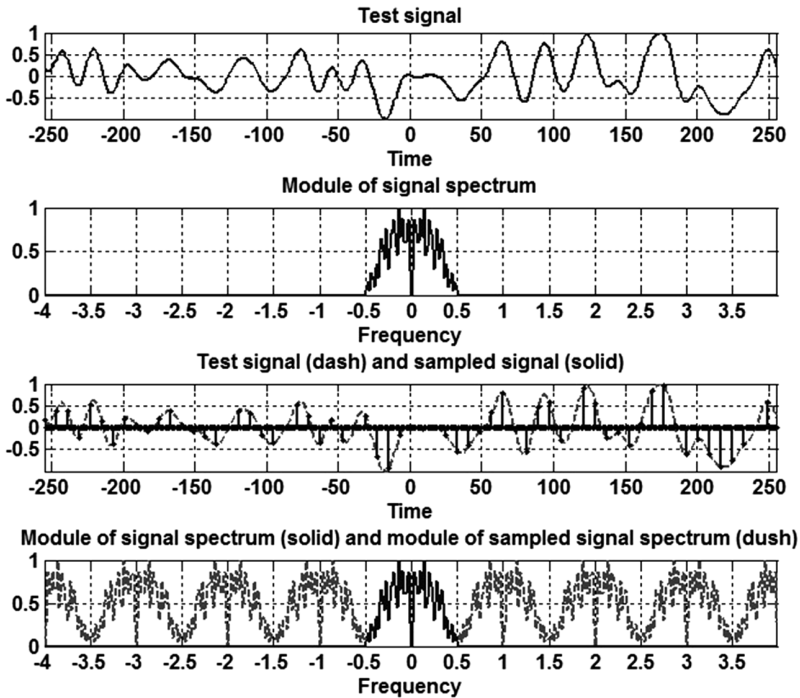 Test signal
1
0.5
0
-0.5
-250 -200 -150 -100 -50 0 50 100 150 200 250
Time
Module of signal spectrum
1
0.5
0
-4 -3.5 -3 -2.5 -2 -1.5 -1 -0.5 0 0.5 1 1.5 2 2.5 3 3.5
Frequency
Test signal (dash) and sampled signal (solid)
1
0.5
0
-0.5
-250 -200 -150 -100 -50 0 50 100 150 200 250
Time
Module of signal spectrum (solid) and module of sampled signal spectrum (dush)
1
0.5
0
-4 -3.5 -3 -2.5 -2 -1.5 -1 -0.5 0 0.5 1 1.5 2 2.5 3 3.5
Frequency